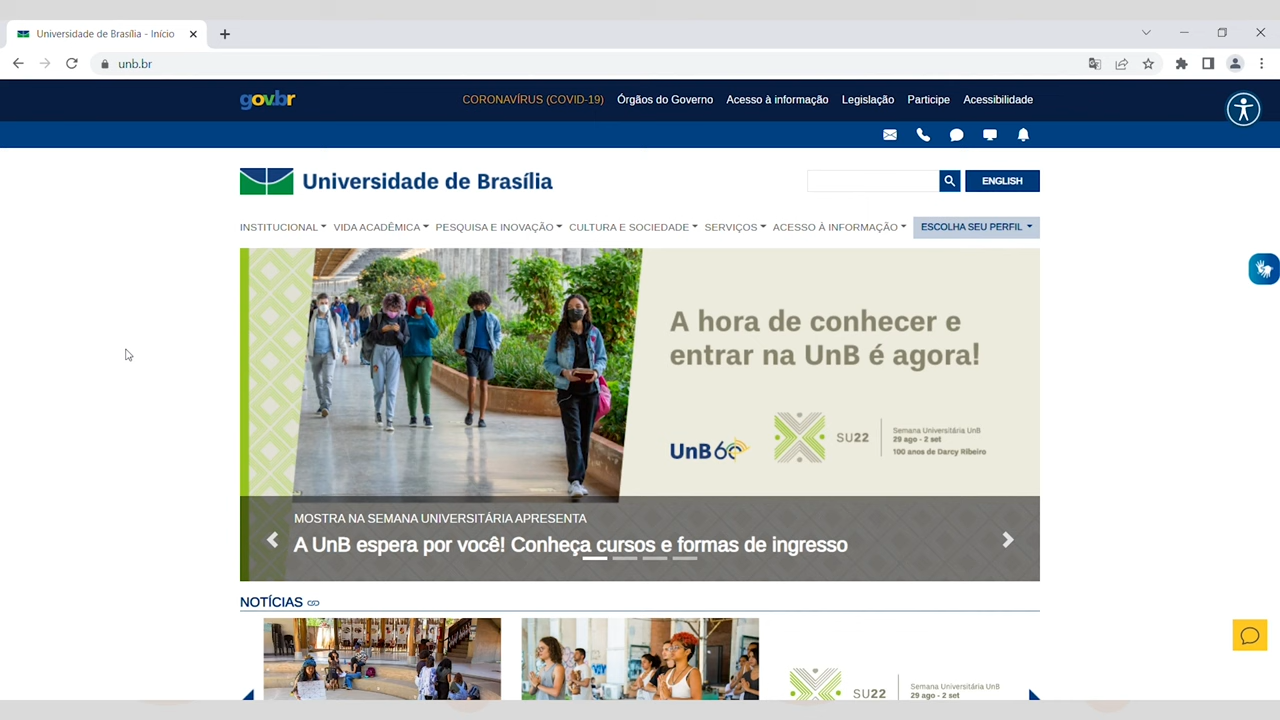 Universidade de Brasília - Início
unb.br
gov.br
CORONAVÍRUS (COVID-19) Órgãos do Governo Acesso à informação Legislação Participe Acessibilidade
Universidade de Brasília
ENGLISH
INSTITUCIONAL VIDA ACADÊMICA PESQUISA E INOVAÇÃO CULTURA E SOCIEDADE SERVIÇOS ACESSO À INFORMAÇÃO ESCOLHA SEU PERFIL
A hora de conhecer e
entrar na UnB é agora!
UnB 60
SU22
Semana Universitária UnB
29 ago - 2 set
100 anos de Darcy Ribeiro
MOSTRA NA SEMANA UNIVERSITÁRIA APRESENTA
A UnB espera por você! Conheça cursos e formas de ingresso
NOTÍCIAS
SU22
Semana Universitária UnB
29 ago - 2 set